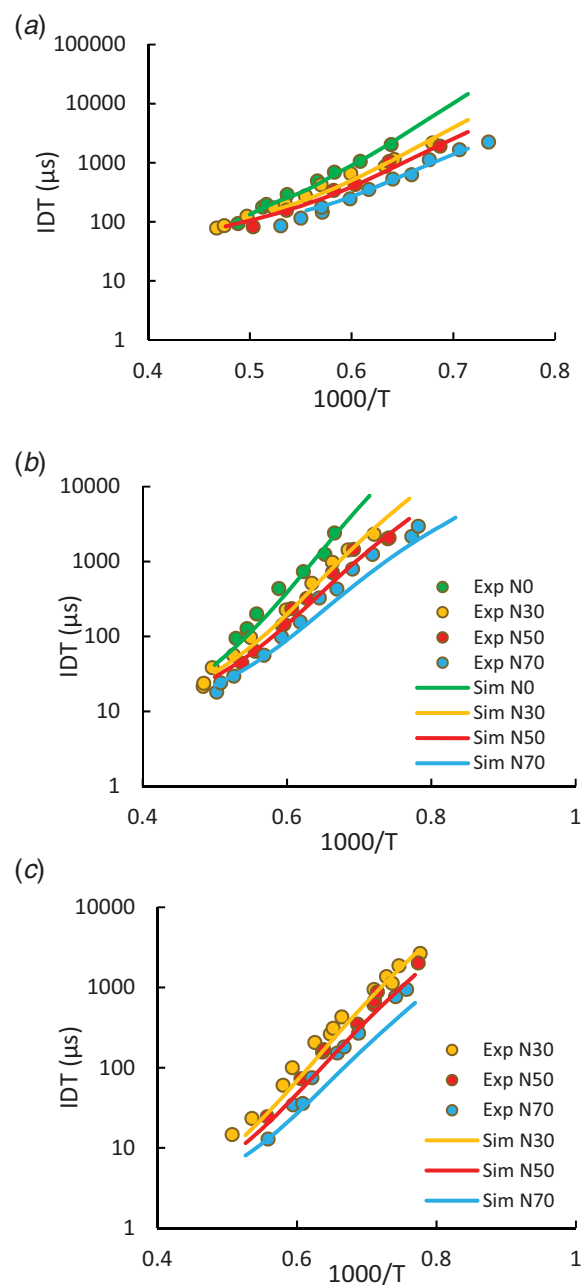 (a)
100000
10000
1000
100
10
1
IDT (µs)
0.4 0.5 0.6 0.7 0.8
1000/T
(b)
10000
1000
100
10
1
IDT (µs)
Exp N0
Exp N30
Exp N50
Exp N70
Sim N0
Sim N30
Sim N50
Sim N70
0.4 0.6 0.8 1
1000/T
(c)
10000
1000
100
10
1
IDT (µs)
Exp N30
Exp N50
Exp N70
Sim N30
Sim N50
Sim N70
0.4 0.6 0.8 1
1000/T